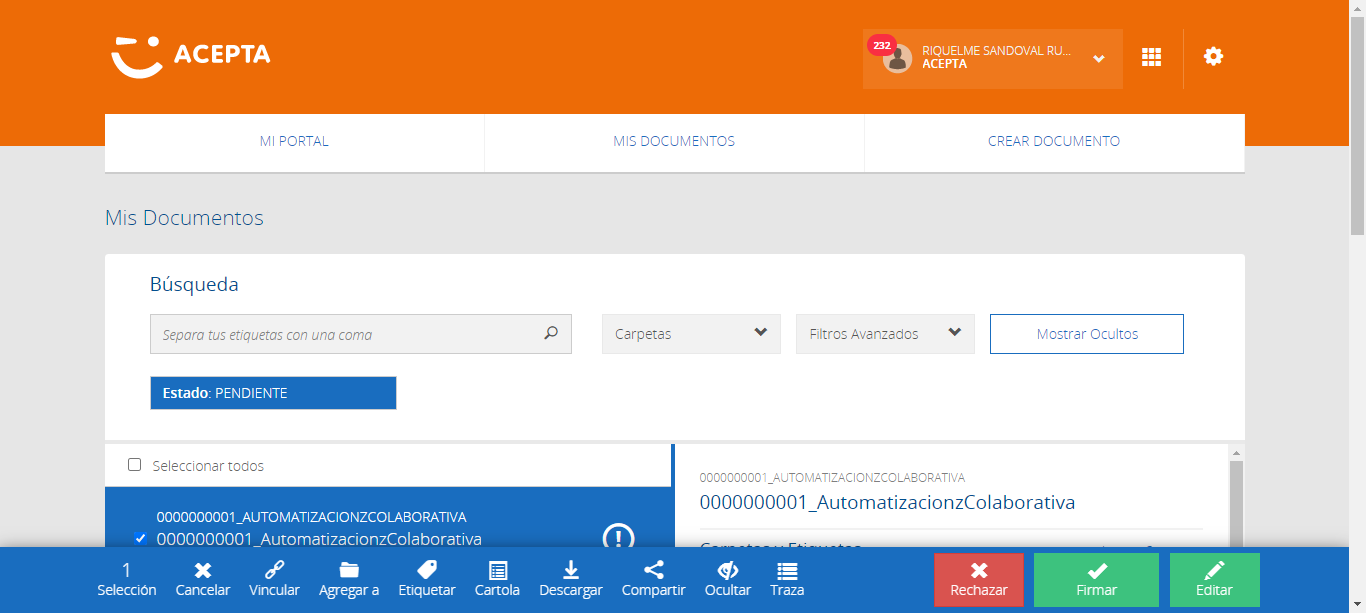 ACEPTA
232
RIQUELME SANDOVAL RU...
ACEPTA
MI PORTAL
MIS DOCUMENTOS
CREAR DOCUMENTO
Mis Documentos
Búsqueda
Separa tus etiquetas con una coma
Carpetas
Filtros Avanzados
Mostrar Ocultos
Estado: PENDIENTE
Seleccionar todos
0000000001_AUTOMATIZACIONZCOLABORATIVA
0000000001_AutomatizacionzColaborativa
0000000001_AUTOMATIZACIONZCOLABORATIVA
0000000001_AutomatizacionzColaborativa
Carpetas y Etiquetas
1
Selección
Cancelar
Vincular
Agregar a
Etiquetar
Cartola
Descargar
Compartir
Ocultar
Traza
Rechazar
Firmar
Editar